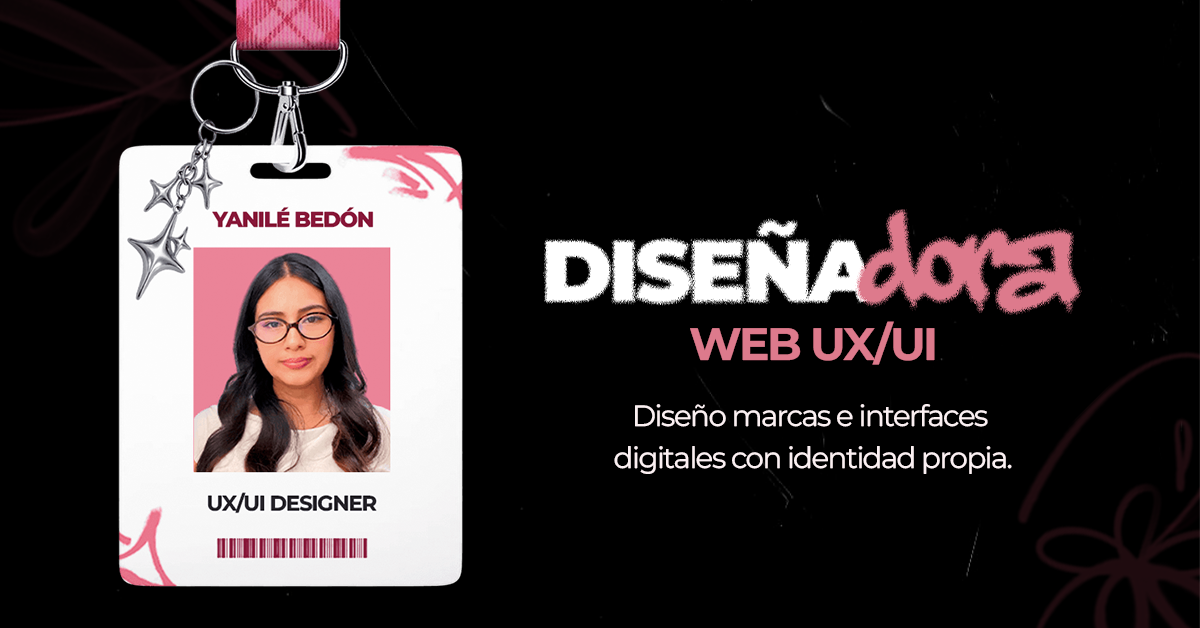 YANILÉ BEDÓN
UX/UI DESIGNER
DISEÑAdora
WEB UX/UI
Diseño marcas e interfaces
digitales con identidad propia.